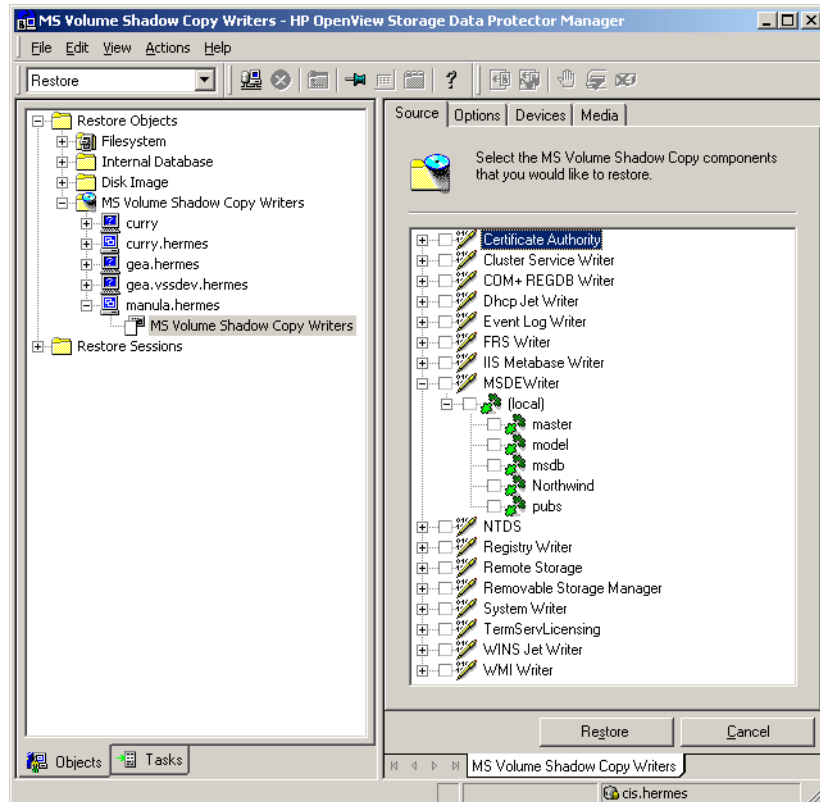 MS Volume Shadow Copy Writers - HP OpenView Storage Data Protector Manager
File Edit View Actions Help
Restore
Restore Objects
Filesystem
Internal Database
Disk Image
MS Volume Shadow Copy Writers
curry
curry.hermes
gea.hermes
gea.vssdev.hermes
manula.hermes
MS Volume Shadow Copy Writers
Restore Sessions
Objects Tasks
Source Options Devices Media
Select the MS Volume Shadow Copy components
that you would like to restore.
Certificate Authority
Cluster Service Writer
COM+ REGDB Writer
Dhcp Jet Writer
Event Log Writer
FRS Writer
IIS Metabase Writer
MSDEWriter
(local)
master
model
msdb
Northwind
pubs
NTDS
Registry Writer
Remote Storage
Removable Storage Manager
System Writer
TermServLicensing
WINS Jet Writer
WMI Writer
Restore Cancel
MS Volume Shadow Copy Writers
cis.hermes